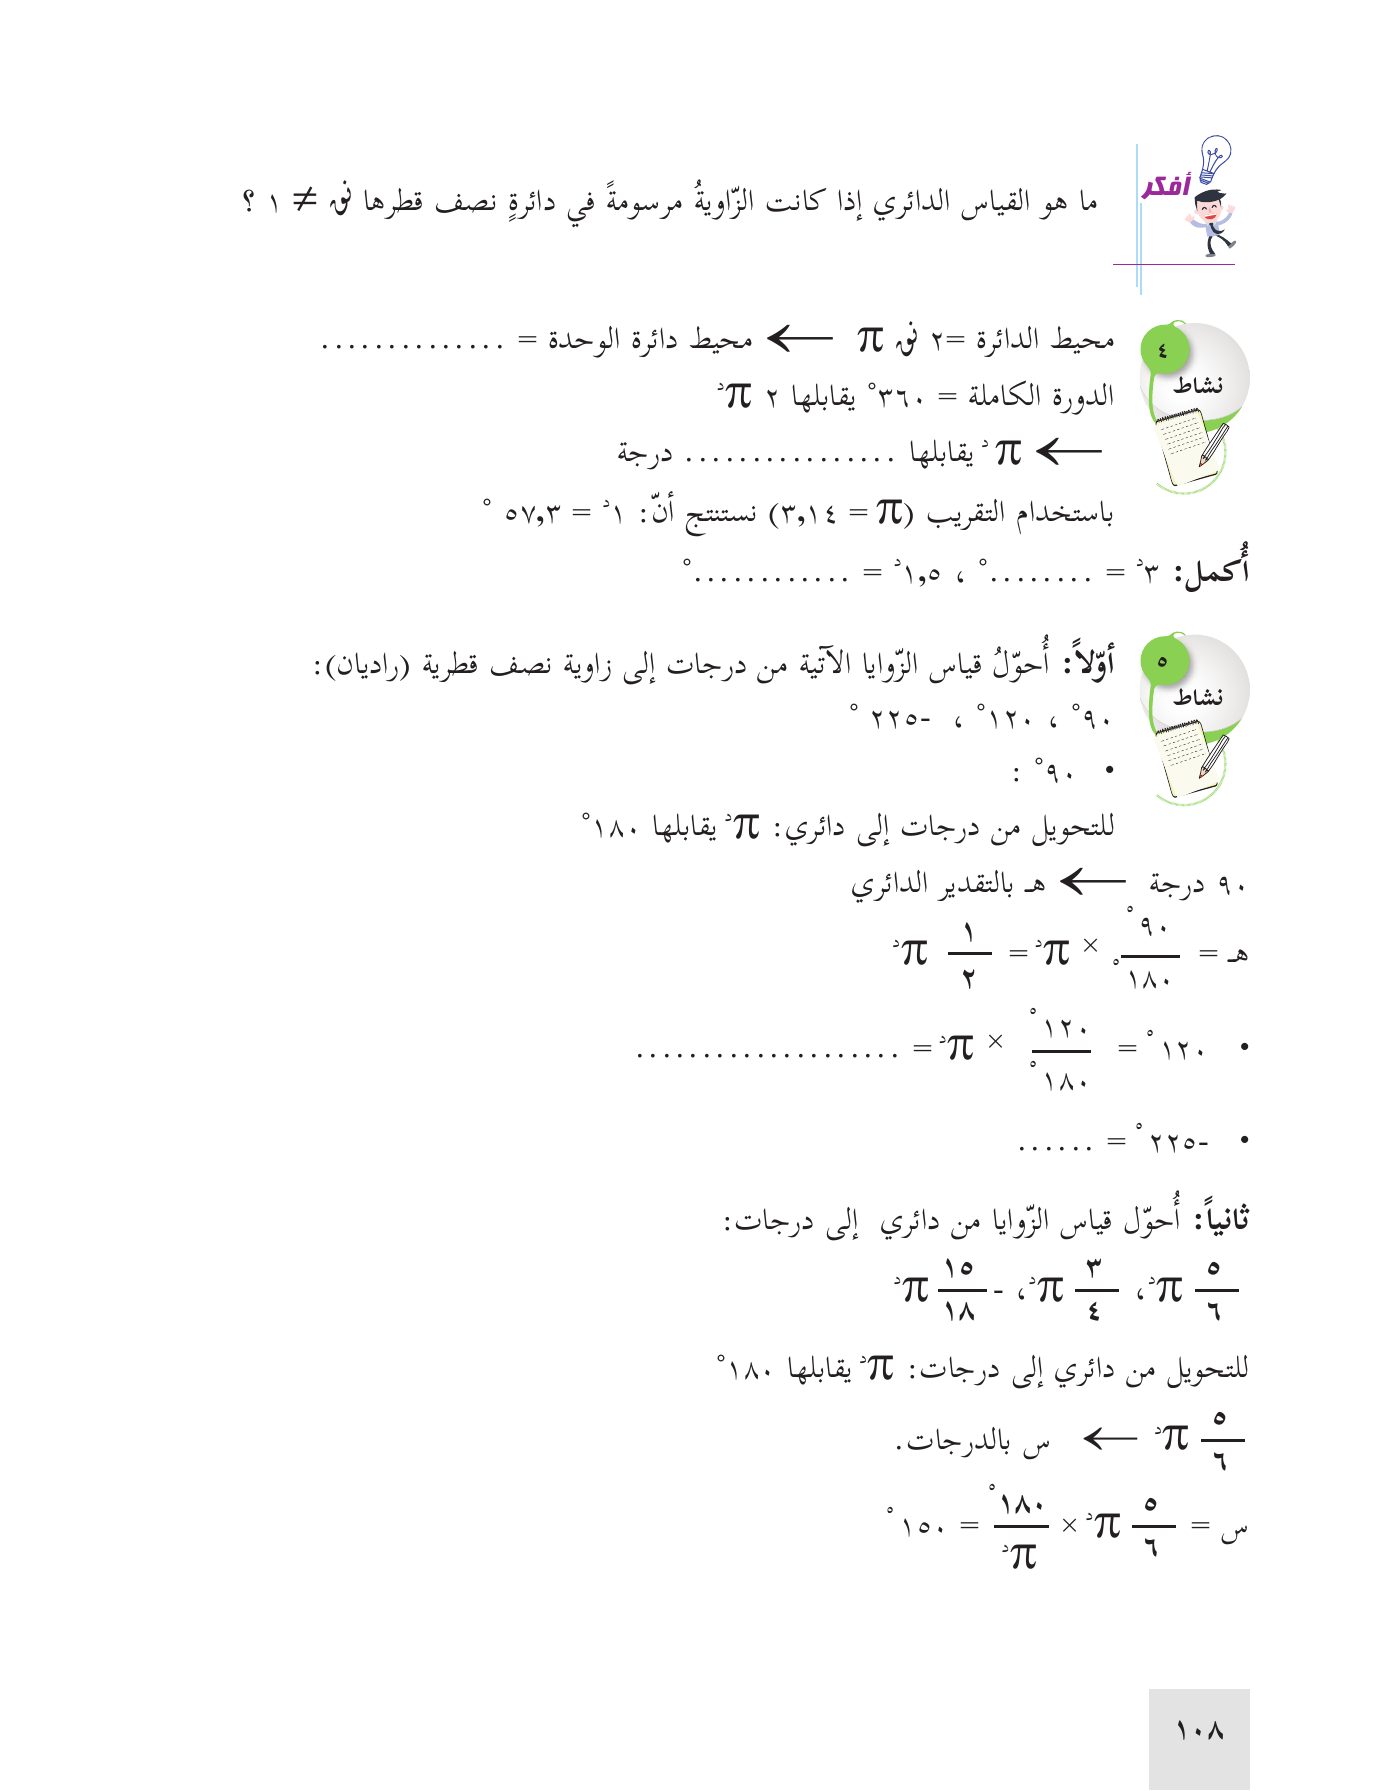 أفكر
ما هو القياس الدائري إذا كانت الزّاويةُ مرسومةً في دائرةٍ نصف قطرها نق ≠ ١ ؟
٤
نشاط
محيط الدائرة =٢ نق π ← محيط دائرة الوحدة = ..............
الدورة الكاملة = ٣٦٠° يقابلها ٢ πد
← πد يقابلها ................ درجة
باستخدام التقريب (π = ٣,١٤) نستنتج أنّ: ١د = ٥٧,٣ °
أُكمل: ٣د = ........° ، ١,٥د = ............°
٥
نشاط
أوّلاً: أُحوّلُ قياس الزّوايا الآتية من درجات إلى زاوية نصف قطرية (راديان):
٩٠° ، ١٢٠° ، -٢٢٥ °
• ٩٠° :
للتحويل من درجات إلى دائري: πد يقابلها ١٨٠°
٩٠ درجة ← هـ بالتقدير الدائري
هـ = ٩٠°/١٨٠° × πد = ١/٢ πد
• ١٢٠° = ١٢٠°/١٨٠° × πد = ....................
• -٢٢٥° = ......
ثانياً: أُحوّل قياس الزّوايا من دائري إلى درجات:
٥/٦ πد، ٣/٤ πد، - ١٥/١٨ πد
للتحويل من دائري إلى درجات: πد يقابلها ١٨٠°
٥/٦ πد ← س بالدرجات.
س = ٥/٦ πد × ١٨٠°/πد = ١٥٠°
١٠٨